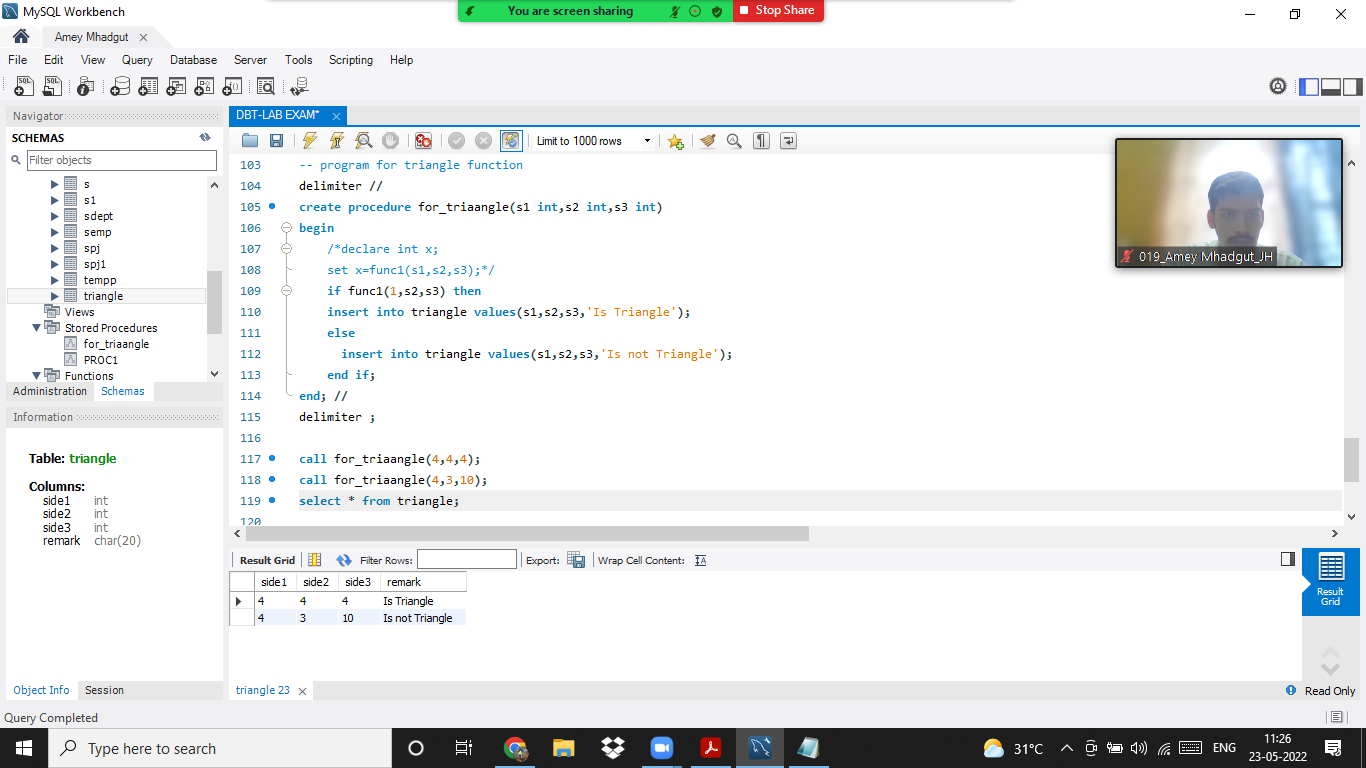 MySQL Workbench
You are screen sharing
Stop Share
Amey Mhadgut
File Edit View Query Database Server Tools Scripting Help
Navigator
SCHEMAS
Filter objects
s
s1
sdept
semp
spj
spj1
tempp
triangle
Views
Stored Procedures
for_triaangle
PROC1
Functions
Administration Schemas
Information
Table: triangle
Columns:
side1 int
side2 int
side3 int
remark char(20)
Object Info Session
DBT-LAB EXAM*
Limit to 1000 rows
103 -- program for triangle function
104 delimiter //
105 create procedure for_triaangle(s1 int,s2 int,s3 int)
106 begin
107 /*declare int x;
108 set x=func1(s1,s2,s3);*/
109 if func1(1,s2,s3) then
110 insert into triangle values(s1,s2,s3,'Is Triangle');
111 else
112 insert into triangle values(s1,s2,s3,'Is not Triangle');
113 end if;
114 end; //
115 delimiter ;
116
117 call for_triaangle(4,4,4);
118 call for_triaangle(4,3,10);
119 select * from triangle;
120
019_Amey Mhadgut_JH
Result Grid Filter Rows: Export: Wrap Cell Content:
side1 side2 side3 remark
4 4 4 Is Triangle
4 3 10 Is not Triangle
Result
Grid
triangle 23
Read Only
Query Completed
Type here to search
31°C
ENG
11:26
23-05-2022